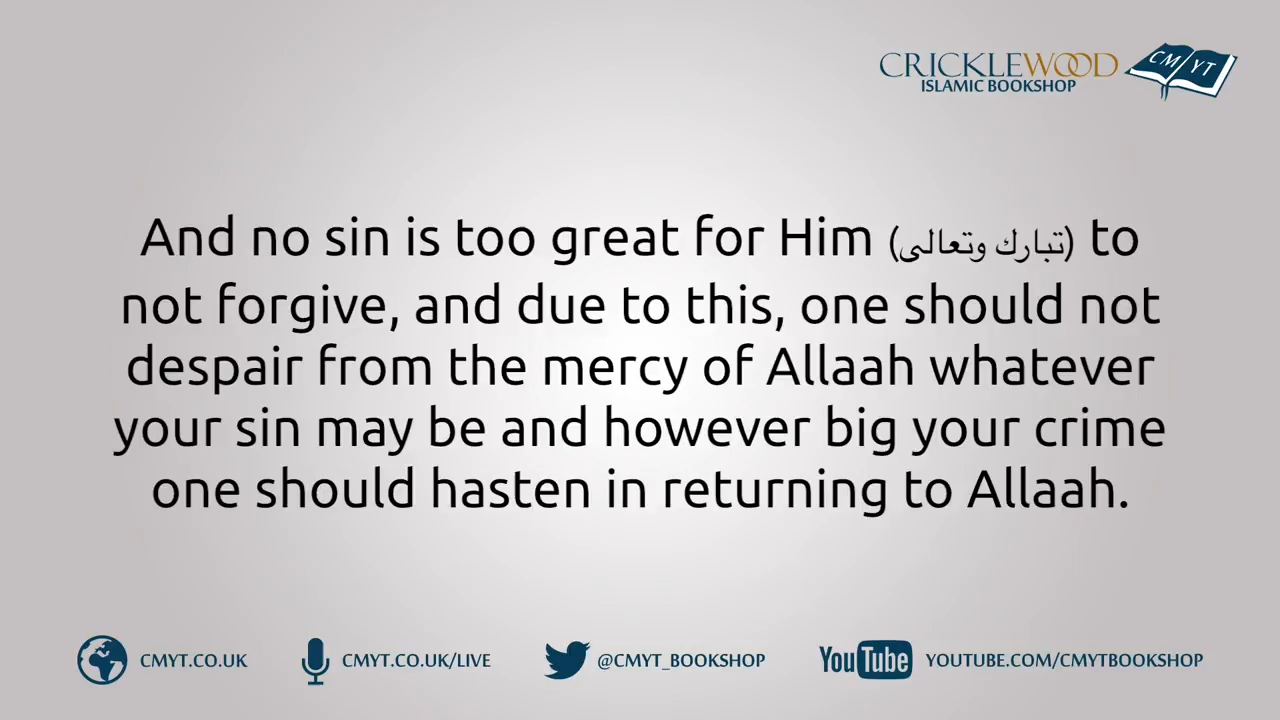 CRICKLEWOOD
ISLAMIC BOOKSHOP
CM YT
And no sin is too great for Him (تبارك وتعالى) to
not forgive, and due to this, one should not
despair from the mercy of Allaah whatever
your sin may be and however big your crime
one should hasten in returning to Allaah.
CMYT.CO.UK
CMYT.CO.UK/LIVE
@CMYT_BOOKSHOP
YouTube
YOUTUBE.COM/CMYTBOOKSHOP